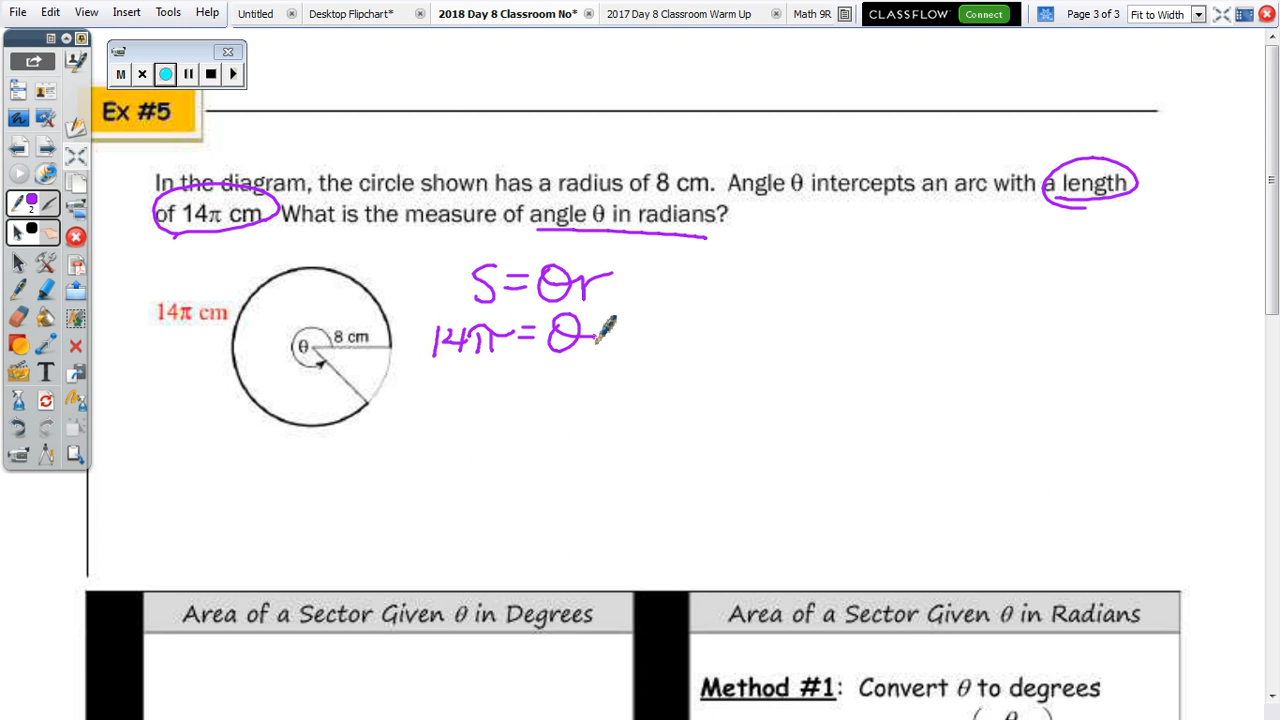 File Edit View Insert Tools Help Untitled Desktop Flipchart* 2018 Day 8 Classroom No* 2017 Day 8 Classroom Warm Up Math 9R CLASSFLOW Connect Page 3 of 3 Fit to Width
M
Ex #5
In the diagram, the circle shown has a radius of 8 cm. Angle θ intercepts an arc with a length
of 14π cm. What is the measure of angle θ in radians?
S = θr
14π cm
14π = θ
θ 8 cm
2
Area of a Sector Given θ in Degrees
Area of a Sector Given θ in Radians
Method #1: Convert θ to degrees